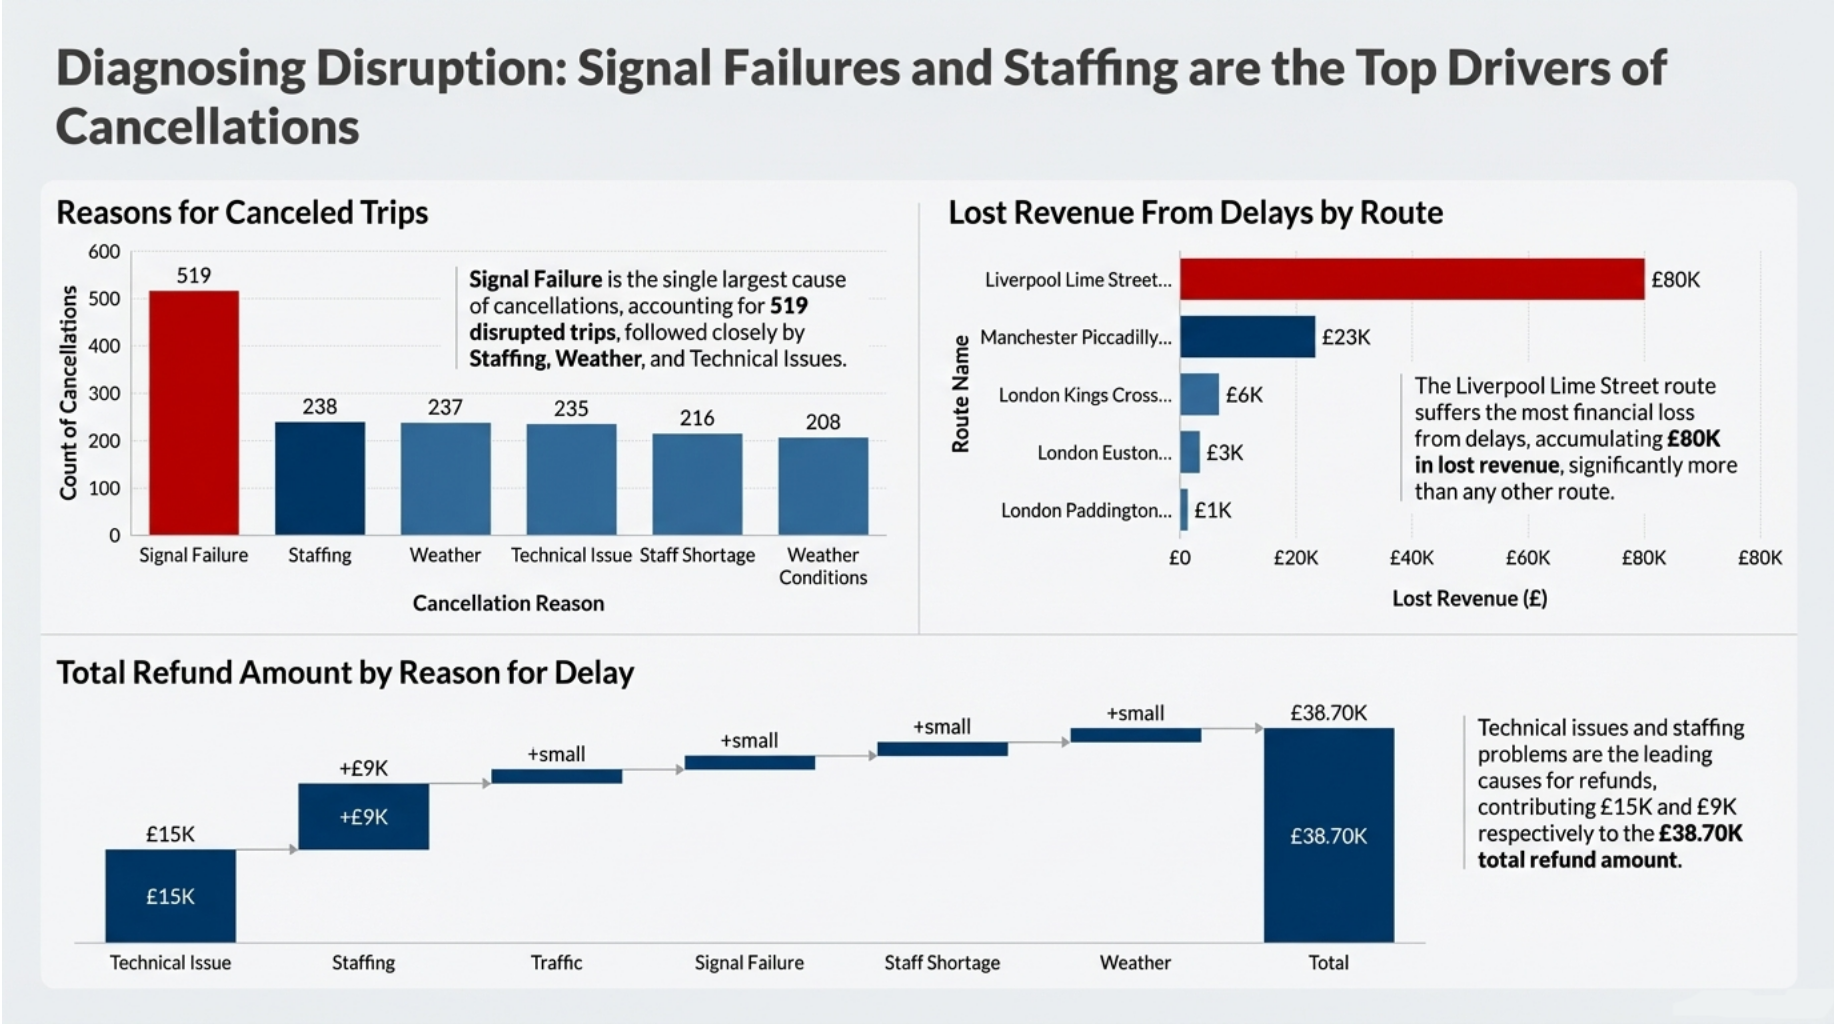 Diagnosing Disruption: Signal Failures and Staffing are the Top Drivers of
Cancellations
Reasons for Canceled Trips
Count of Cancellations
600
500
400
300
200
100
0
519
238
237
235
216
208
Signal Failure is the single largest cause
of cancellations, accounting for 519
disrupted trips, followed closely by
Staffing, Weather, and Technical Issues.
Signal Failure
Staffing
Weather
Technical Issue
Staff Shortage
Weather
Conditions
Cancellation Reason
Lost Revenue From Delays by Route
Route Name
Liverpool Lime Street...
£80K
Manchester Piccadilly...
£23K
London Kings Cross...
£6K
London Euston...
£3K
London Paddington...
£1K
The Liverpool Lime Street route
suffers the most financial loss
from delays, accumulating £80K
in lost revenue, significantly more
than any other route.
£0
£20K
£40K
£60K
£80K
£80K
Lost Revenue (£)
Total Refund Amount by Reason for Delay
£15K
£15K
+£9K
+£9K
+small
+small
+small
+small
£38.70K
£38.70K
Technical Issue
Staffing
Traffic
Signal Failure
Staff Shortage
Weather
Total
Technical issues and staffing
problems are the leading
causes for refunds,
contributing £15K and £9K
respectively to the £38.70K
total refund amount.